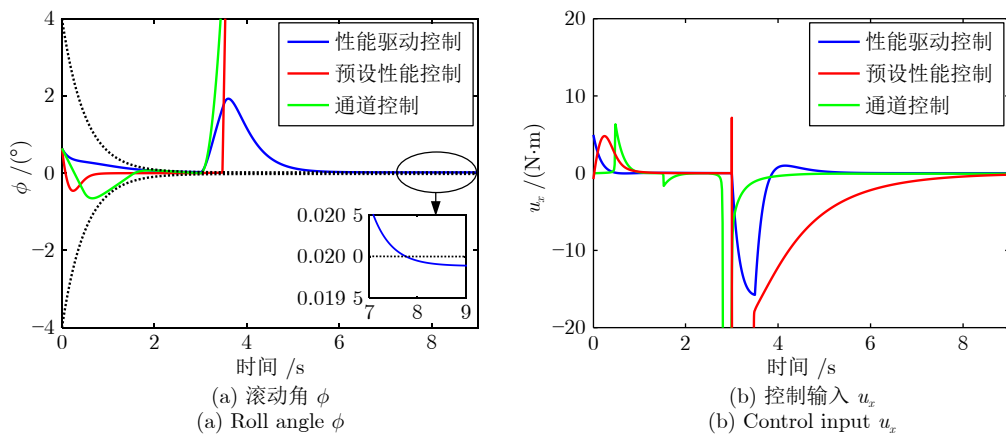 4
2
0
−2
−4
ϕ /(°)
性能驱动控制
预设性能控制
通道控制
0.020 5
0.020 0
0.019 5
7 8 9
0 2 4 6 8
时间 /s
(a) 滚动角 ϕ
(a) Roll angle ϕ
20
10
0
−10
−20
u_x /(N·m)
性能驱动控制
预设性能控制
通道控制
0 2 4 6 8
时间 /s
(b) 控制输入 u_x
(b) Control input u_x